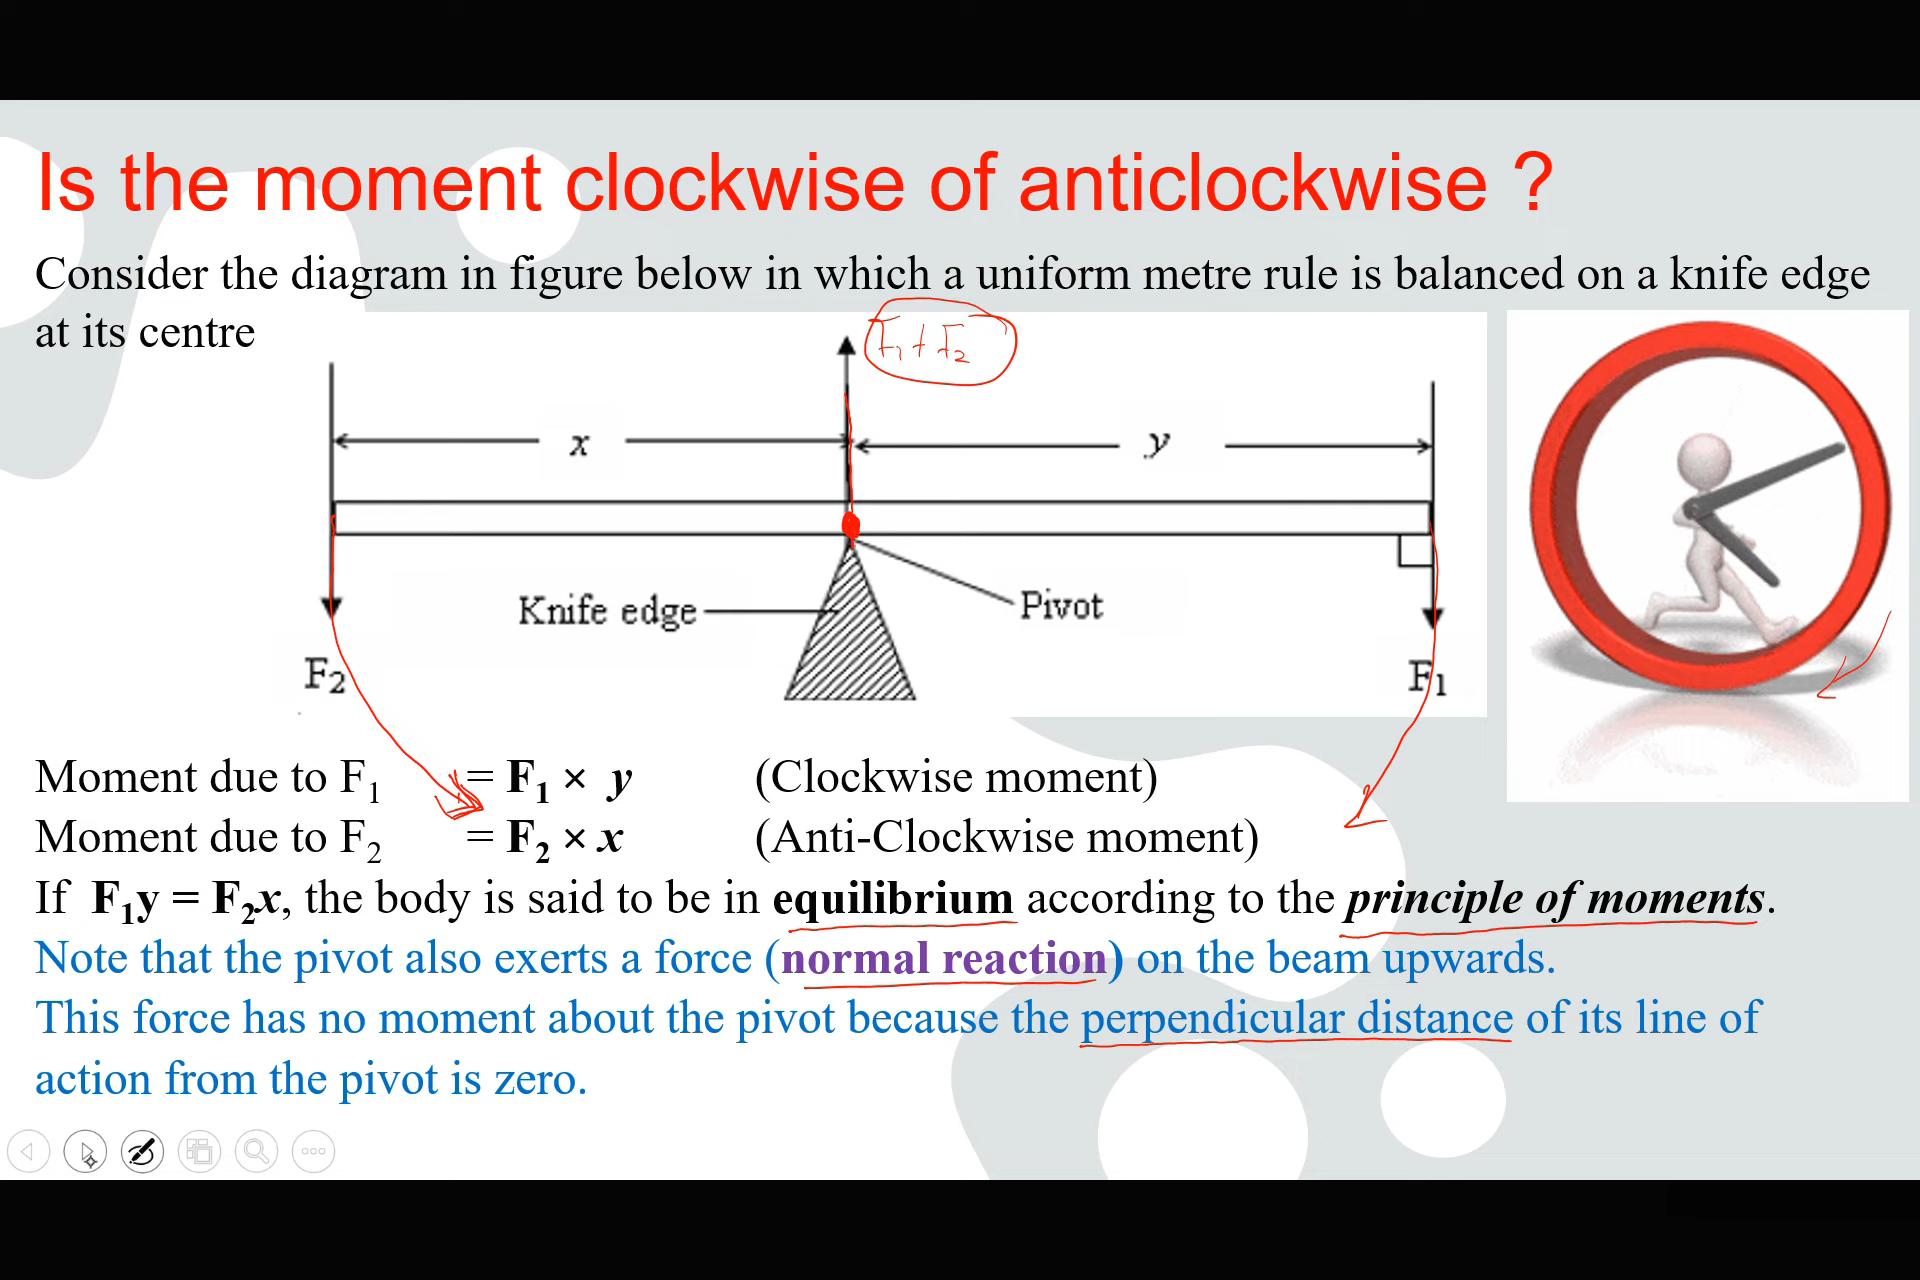 Is the moment clockwise of anticlockwise ?
Consider the diagram in figure below in which a uniform metre rule is balanced on a knife edge
at its centre
F₁ + F₂
x
y
Knife edge
Pivot
F₂
F₁
Moment due to F₁ = F₁ × y (Clockwise moment)
Moment due to F₂ = F₂ × x (Anti-Clockwise moment)
If F₁y = F₂x, the body is said to be in equilibrium according to the principle of moments.
Note that the pivot also exerts a force (normal reaction) on the beam upwards.
This force has no moment about the pivot because the perpendicular distance of its line of
action from the pivot is zero.